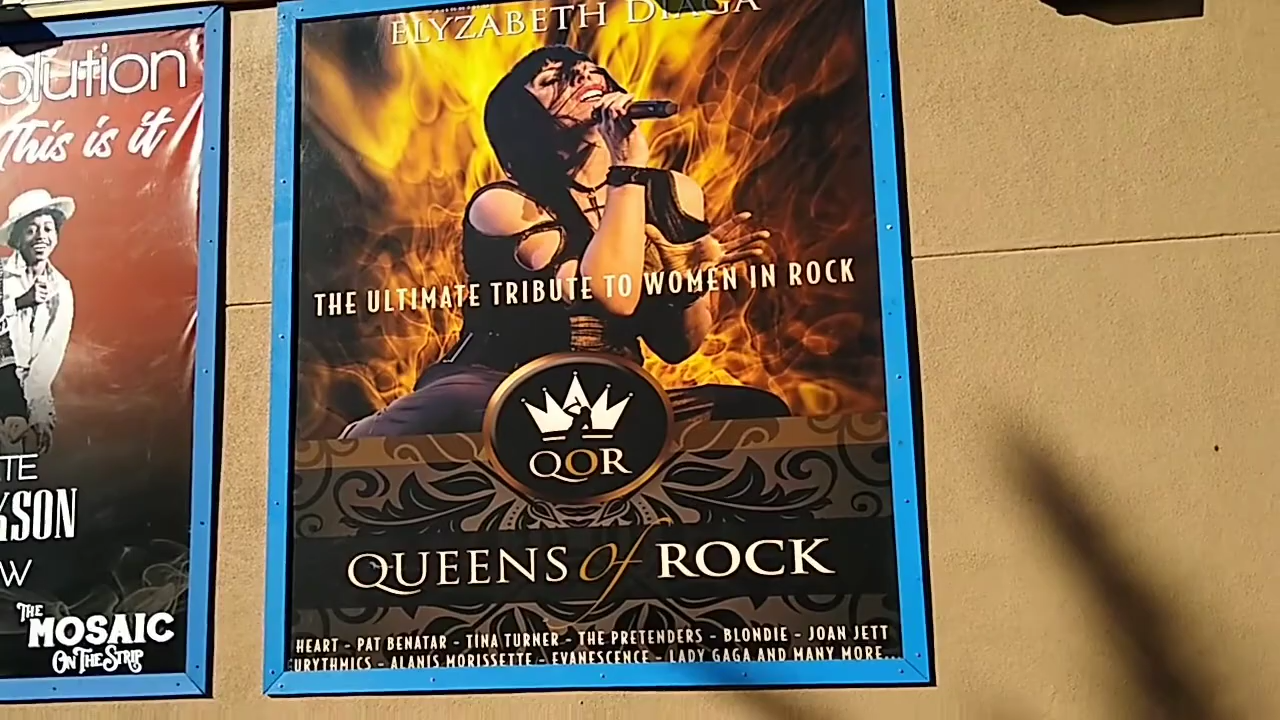 olution
This is it
SON
W
THE
MOSAIC
ON THE STRIP
ELYZABETH DIAGA
THE ULTIMATE TRIBUTE TO WOMEN IN ROCK
QOR
QUEENS of ROCK
HEART - PAT BENATAR - TINA TURNER - THE PRETENDERS - BLONDIE - JOAN JETT
URYTHMICS - ALANIS MORISSETTE - EVANESCENCE - LADY GAGA AND MANY MORE...